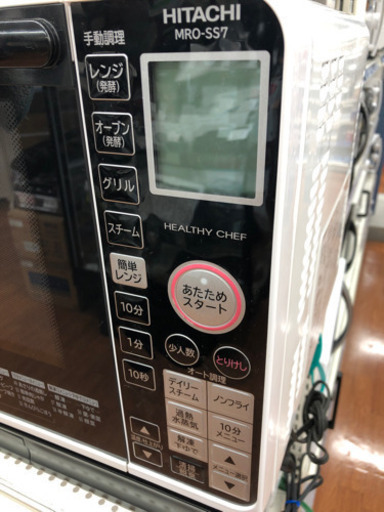 HITACHI
MRO-SS7
手動調理
レンジ
(発酵)
オーブン
(発酵)
グリル
スチーム
HEALTHY CHEF
簡単
レンジ
あたため
スタート
10分
1分
10秒
少人数
とりけし
オート調理
デイリー
スチーム
ノンフライ
過熱
水蒸気
10分
メニュー
解凍
下ゆで
メニュー選択